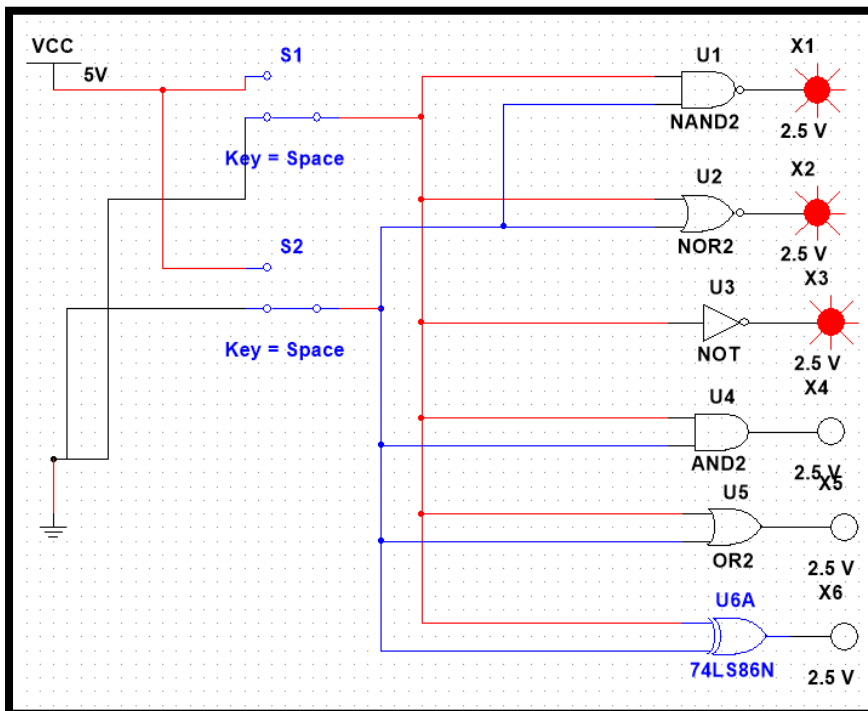 VCC
5V
S1
Key = Space
S2
Key = Space
U1
NAND2
X1
2.5 V
X2
U2
NOR2
2.5 V
X3
U3
NOT
2.5 V
X4
U4
AND2
2.5 V
X5
U5
OR2
2.5 V
X6
U6A
74LS86N
2.5 V